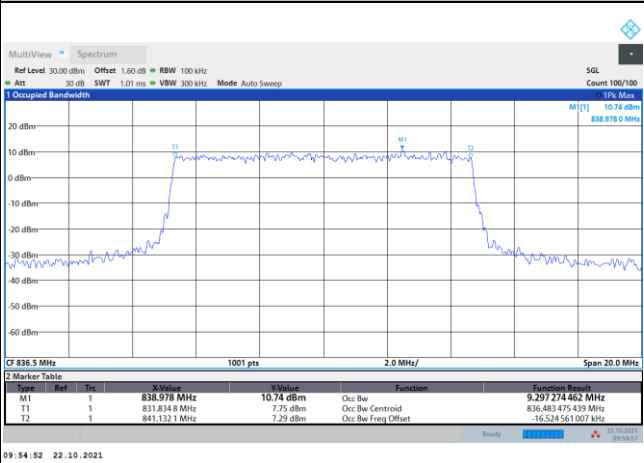 MultiView Spectrum
Ref Level 30.00 dBm Offset 1.60 dB RBW 100 kHz SGL
Att 30 dB SWT 1.01 ms VBW 300 kHz Mode Auto Sweep Count 100/100
1 Occupied Bandwidth 1Pk Max
M1[1] 10.74 dBm
838.9780 MHz
M1
T1 T2
20 dBm
10 dBm
0 dBm
-10 dBm
-20 dBm
-30 dBm
-40 dBm
-50 dBm
-60 dBm
CF 836.5 MHz 1001 pts 2.0 MHz/ Span 20.0 MHz
2 Marker Table
Type Ref Trc X-Value Y-Value Function Function Result
M1 1 838.978 MHz 10.74 dBm Occ Bw 9.297 274 462 MHz
T1 1 831.834 8 MHz 7.75 dBm Occ Bw Centroid 836.483 475 439 MHz
T2 1 841.132 1 MHz 7.29 dBm Occ Bw Freq Offset -16.524 561 007 kHz
Ready 22.10.2021
09:54:51
09:54:52 22.10.2021